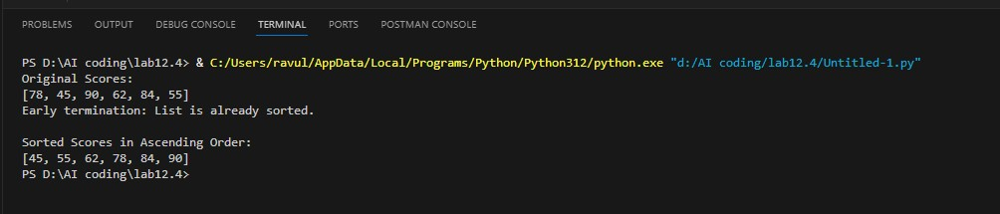 PROBLEMS OUTPUT DEBUG CONSOLE TERMINAL PORTS POSTMAN CONSOLE
PS D:\AI coding\lab12.4> & C:/Users/ravul/AppData/Local/Programs/Python/Python312/python.exe "d:/AI coding/lab12.4/Untitled-1.py"
Original Scores:
[78, 45, 90, 62, 84, 55]
Early termination: List is already sorted.
Sorted Scores in Ascending Order:
[45, 55, 62, 78, 84, 90]
PS D:\AI coding\lab12.4>